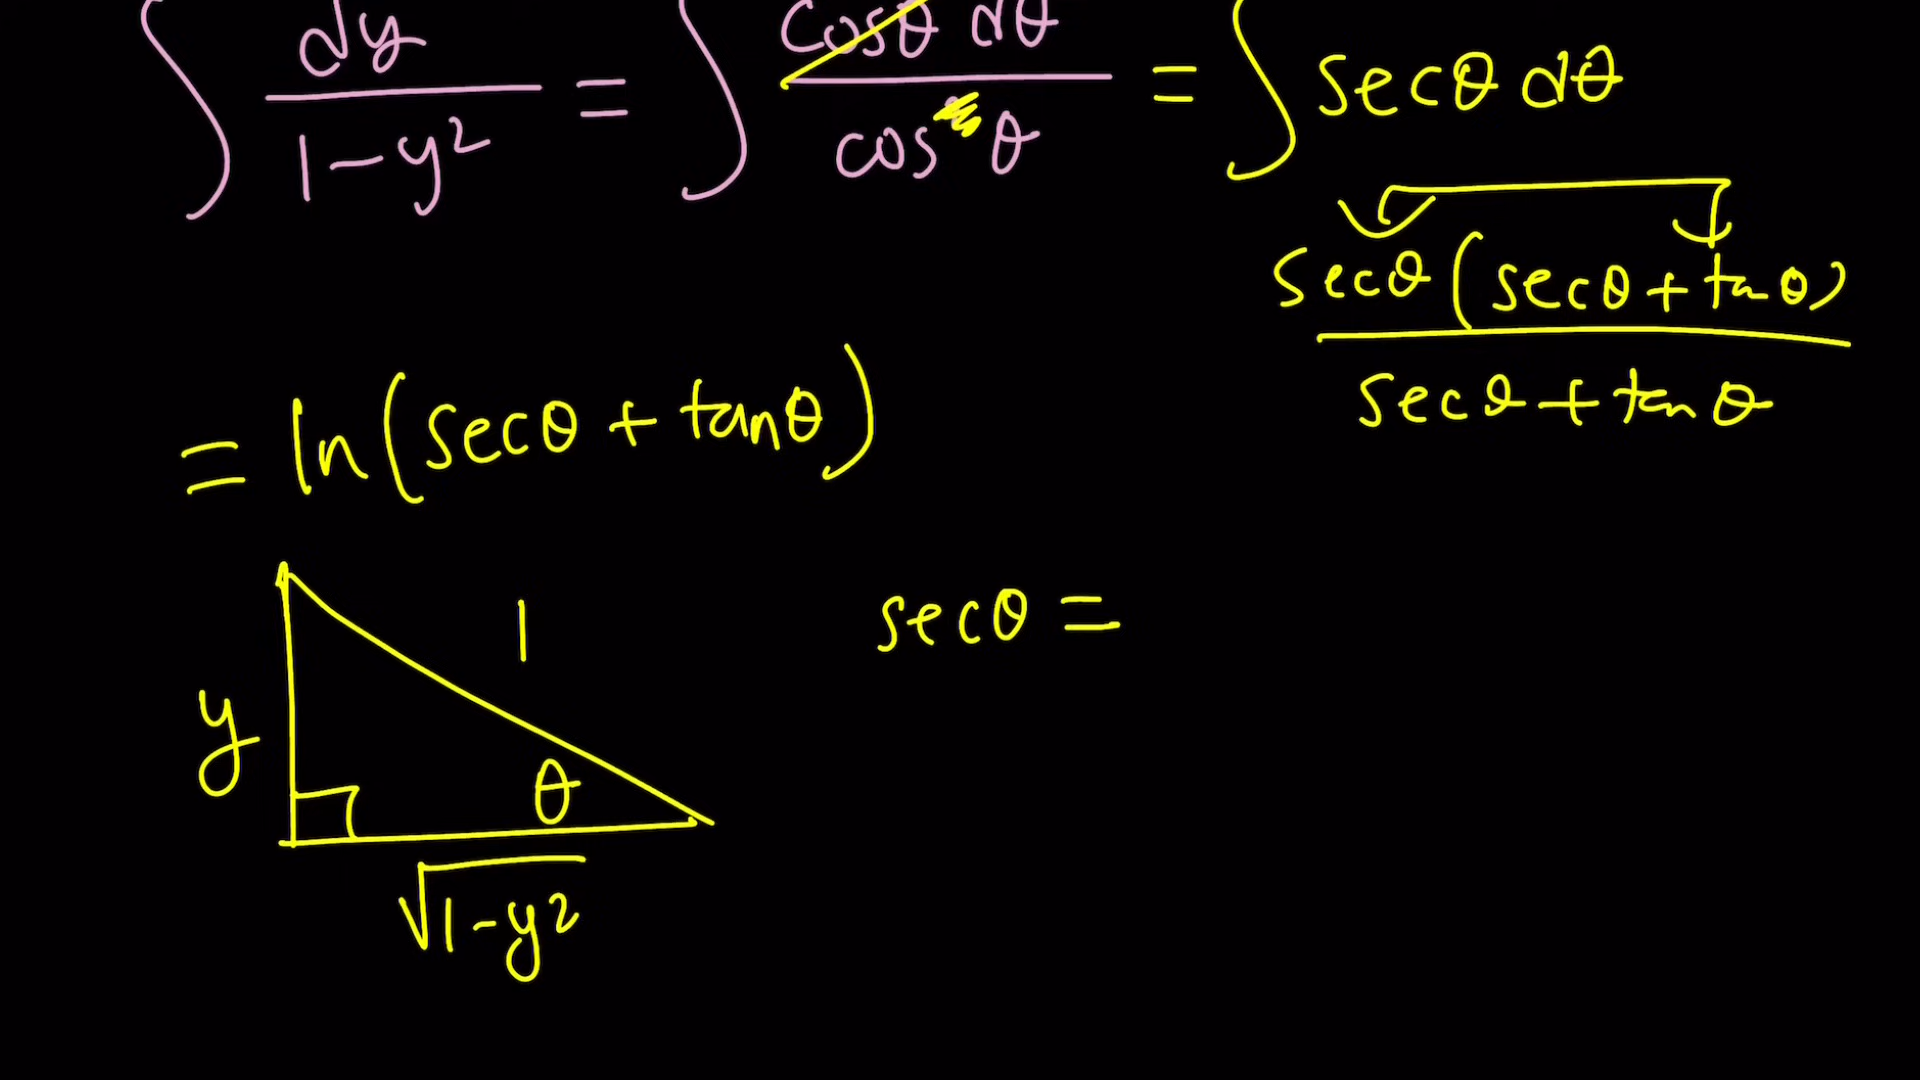 ∫ dy/(1-y²) = ∫ cosθ dθ/cos²θ = ∫ secθ dθ
secθ(secθ+tanθ)/(secθ+tanθ)
= ln(secθ + tanθ)
1
secθ =
y
θ
√(1-y²)